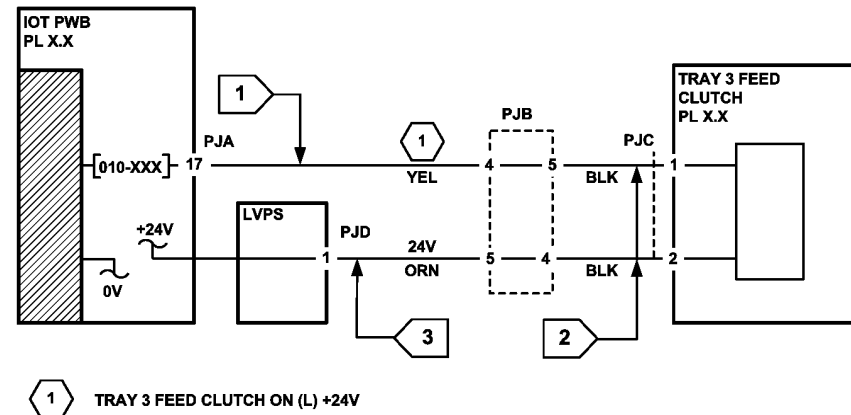 IOT PWB
PL X.X
1
PJA
1
PJB
PJC
TRAY 3 FEED
CLUTCH
PL X.X
[010-XXX]
17
YEL
4
5
BLK
1
+24V
0V
LVPS
1
PJD
24V
ORN
5
4
BLK
2
3
2
1
TRAY 3 FEED CLUTCH ON (L) +24V